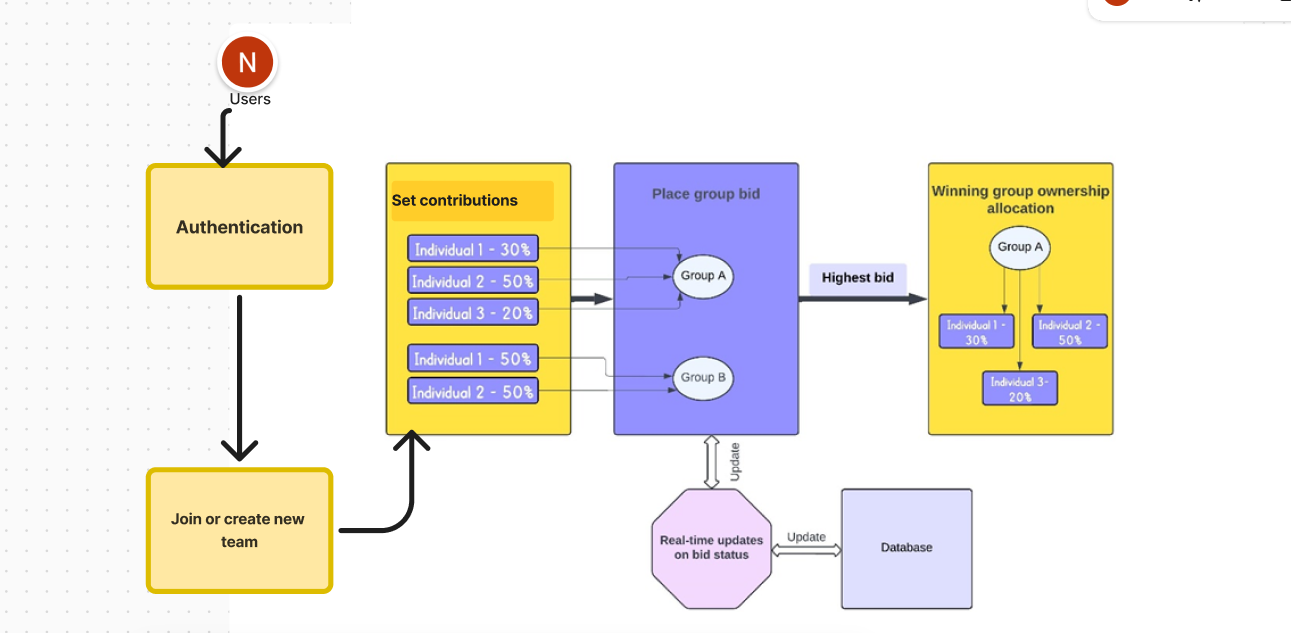 N
Users
Authentication
Join or create new
team
Set contributions
Individual 1 - 30%
Individual 2 - 50%
Individual 3 - 20%
Individual 1 - 50%
Individual 2 - 50%
Place group bid
Group A
Group B
Update
Real-time updates
on bid status
Update
Database
Highest bid
Winning group ownership
allocation
Group A
Individual 1 -
30%
Individual 2 -
50%
Individual 3-
20%